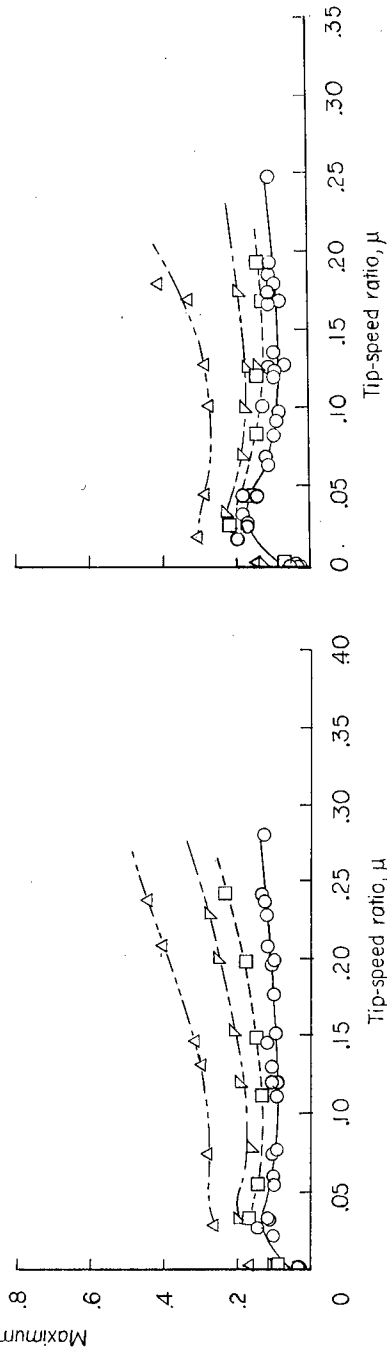 Maximum
.8
.6
.4
.2
0 .05 .10 .15 .20 .25 .30 .35 .40
Tip-speed ratio, μ
0 .05 .10 .15 .20 .25 .30 .35
Tip-speed ratio, μ